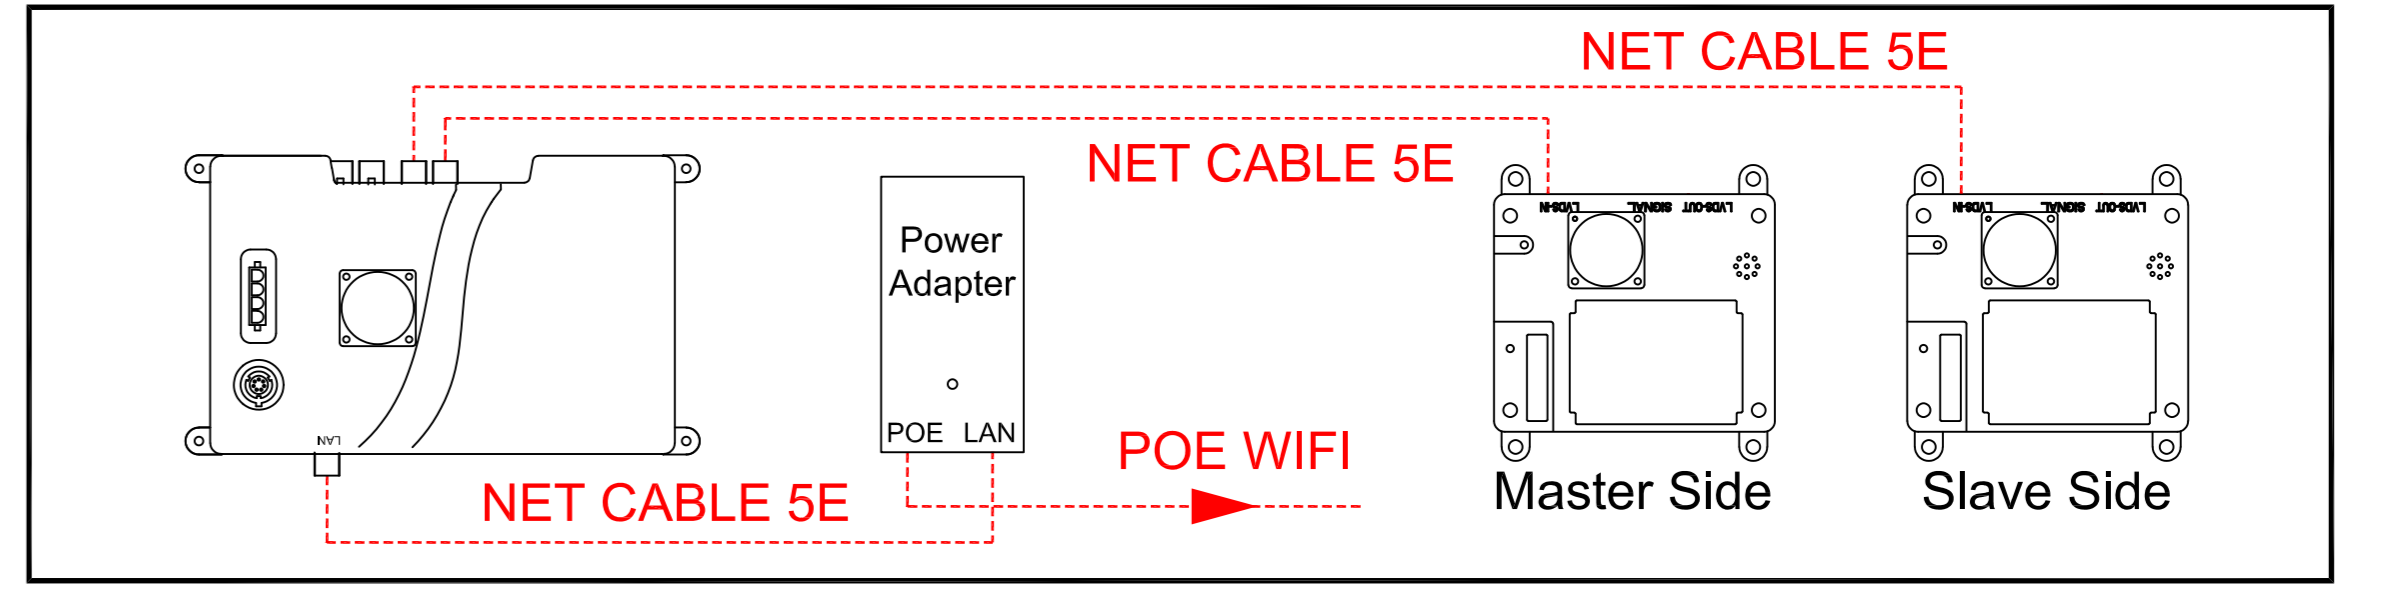 NET CABLE 5E
NET CABLE 5E
Power
Adapter
LVDS-IN SIGNAL LVDS-OUT
LVDS-IN SIGNAL LVDS-OUT
LAN
POE LAN
POE WIFI
NET CABLE 5E
Master Side
Slave Side